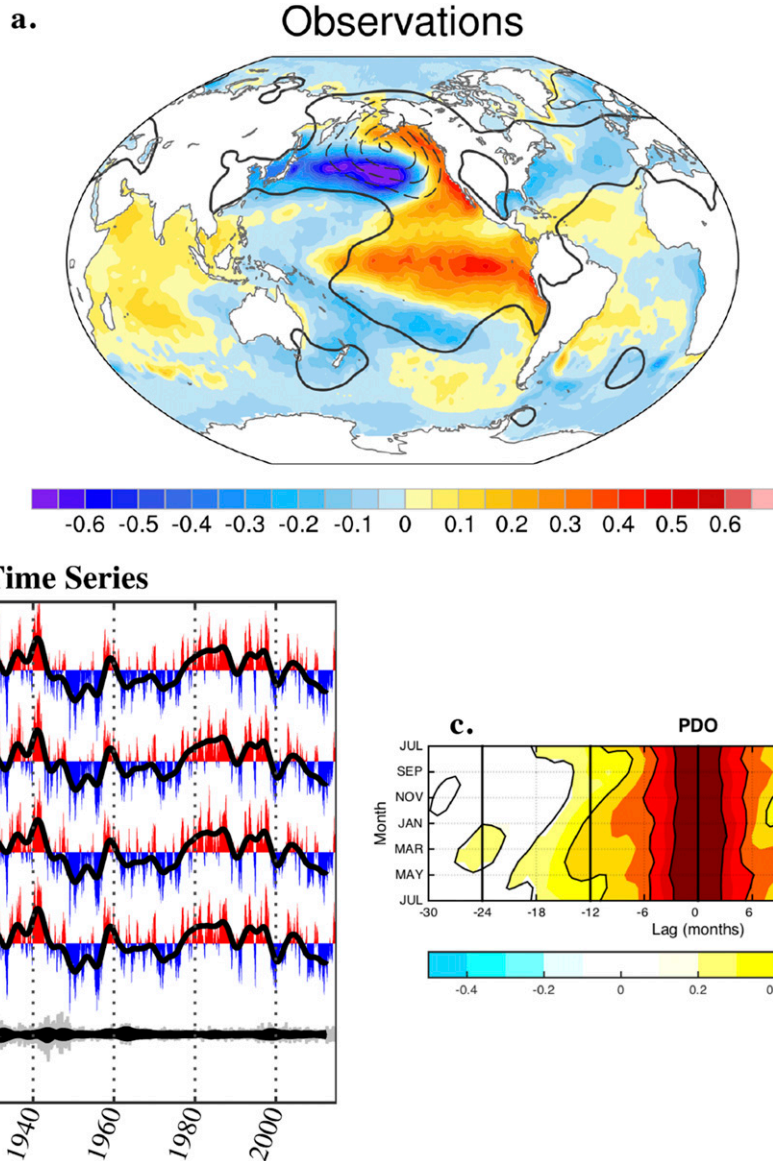 a.
Observations
-0.6 -0.5 -0.4 -0.3 -0.2 -0.1 0 0.1 0.2 0.3 0.4 0.5 0.6
Time Series
1940 1960 1980 2000
c.
PDO
Month
JUL
SEP
NOV
JAN
MAR
MAY
JUL
-30 -24 -18 -12 -6 0 6
Lag (months)
-0.4 -0.2 0 0.2